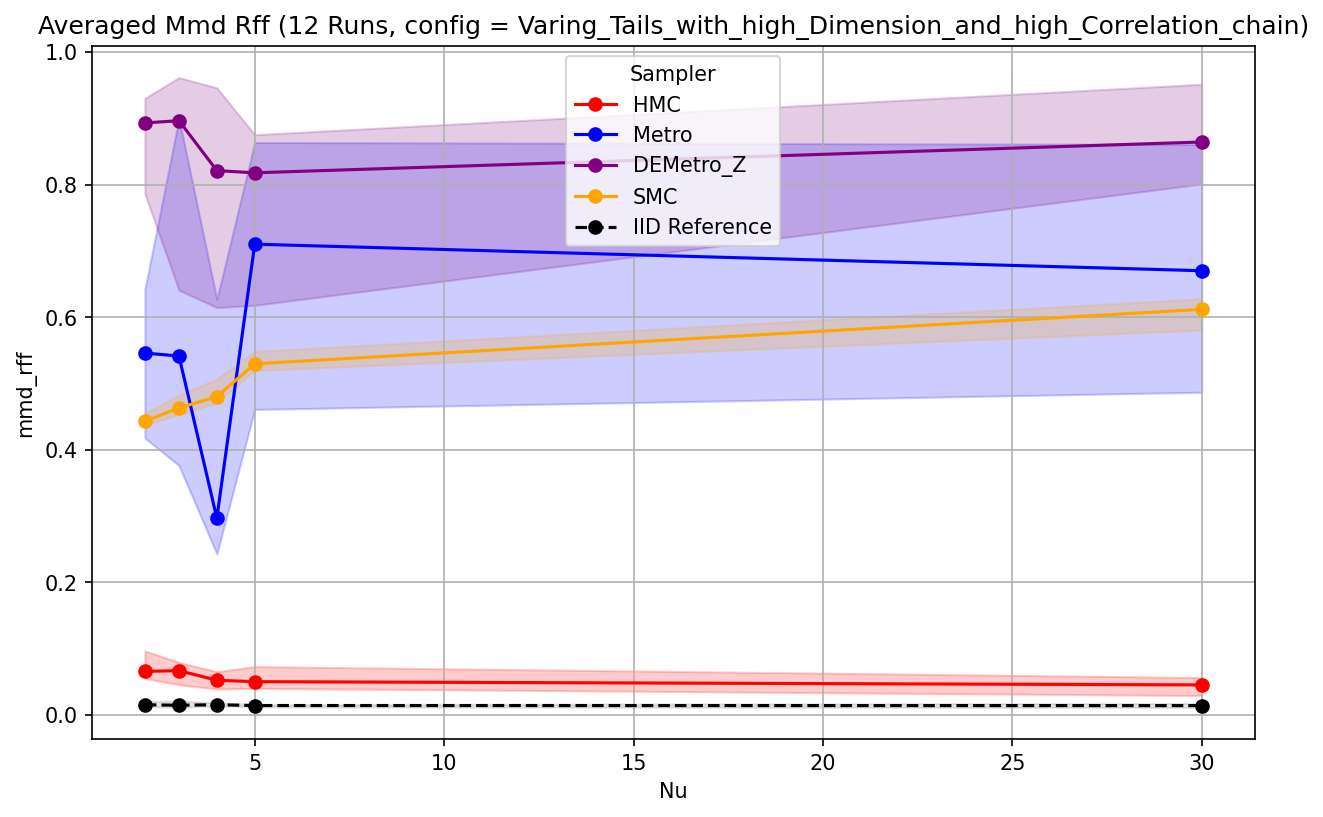 Averaged Mmd Rff (12 Runs, config = Varing_Tails_with_high_Dimension_and_high_Correlation_chain)
1.0
0.8
0.6
0.4
0.2
0.0
mmd_rff
Sampler
HMC
Metro
DEMetro_Z
SMC
IID Reference
5
10
15
20
25
30
Nu